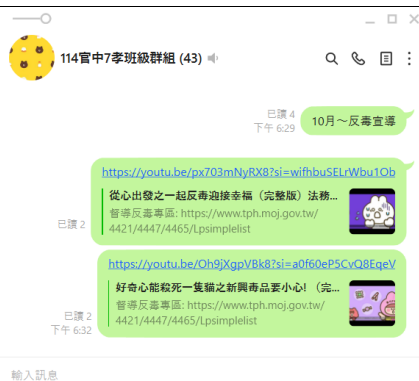 114官中7孝班級群組 (43)
已讀 4
下午 6:29
10月～反毒宣導
https://youtu.be/px703mNyRX8?si=wifhbuSELrWbu1Ob
從心出發之一起反毒迎接幸福（完整版）法務...
督導反毒專區: https://www.tph.moj.gov.tw/
4421/4447/4465/Lpsimplelist
已讀 2
https://youtu.be/Oh9jXgpVBk8?si=a0f60eP5CvQ8EqeV
好奇心能殺死一隻貓之新興毒品要小心! （完...
督導反毒專區: https://www.tph.moj.gov.tw/
4421/4447/4465/Lpsimplelist
已讀 2
下午 6:32
輸入訊息